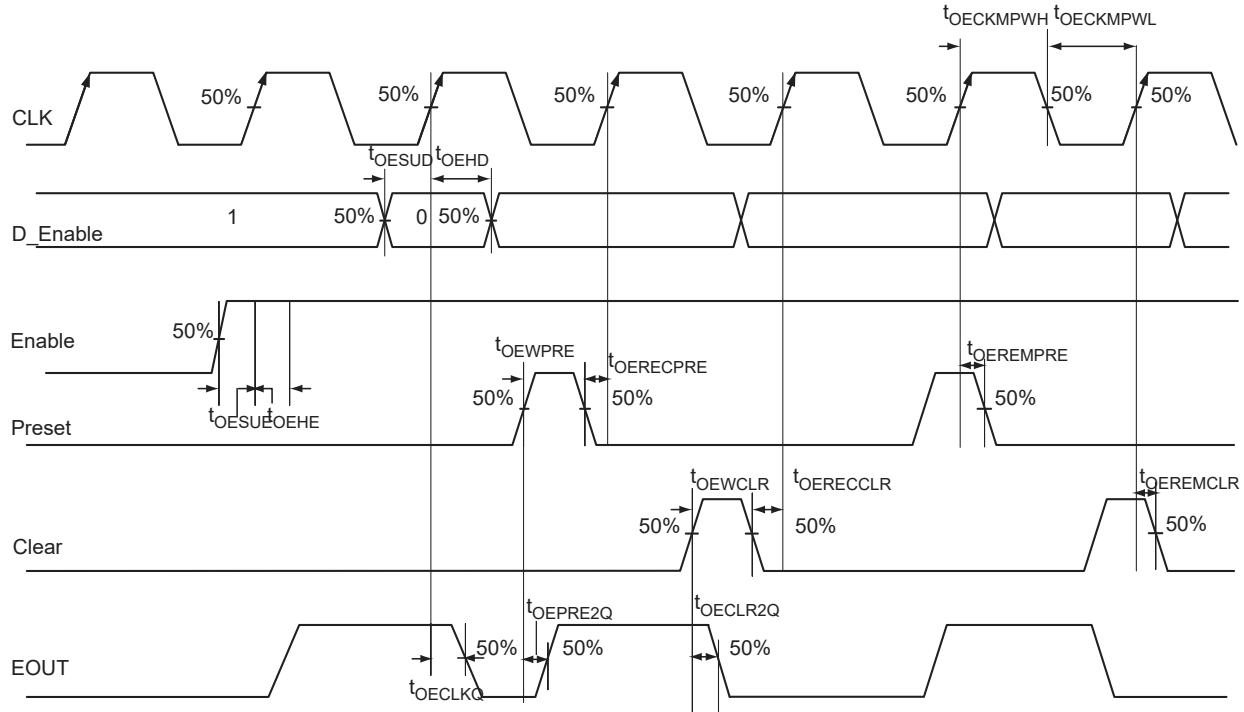 tOECKMPWH tOECKMPWL
CLK
50% 50% 50% 50% 50% 50% 50%
tOESUD tOEHD
D_Enable
1 50% 0 50%
Enable
50%
tOESUE tOEHE
tOEWPRE tOERECPRE tOEREMPRE
Preset
50% 50% 50%
tOEWCLR tOERECCLR tOEREMCLR
Clear
50% 50% 50%
tOEPRE2Q tOECLR2Q
EOUT
50% 50% 50%
tOECLKQ